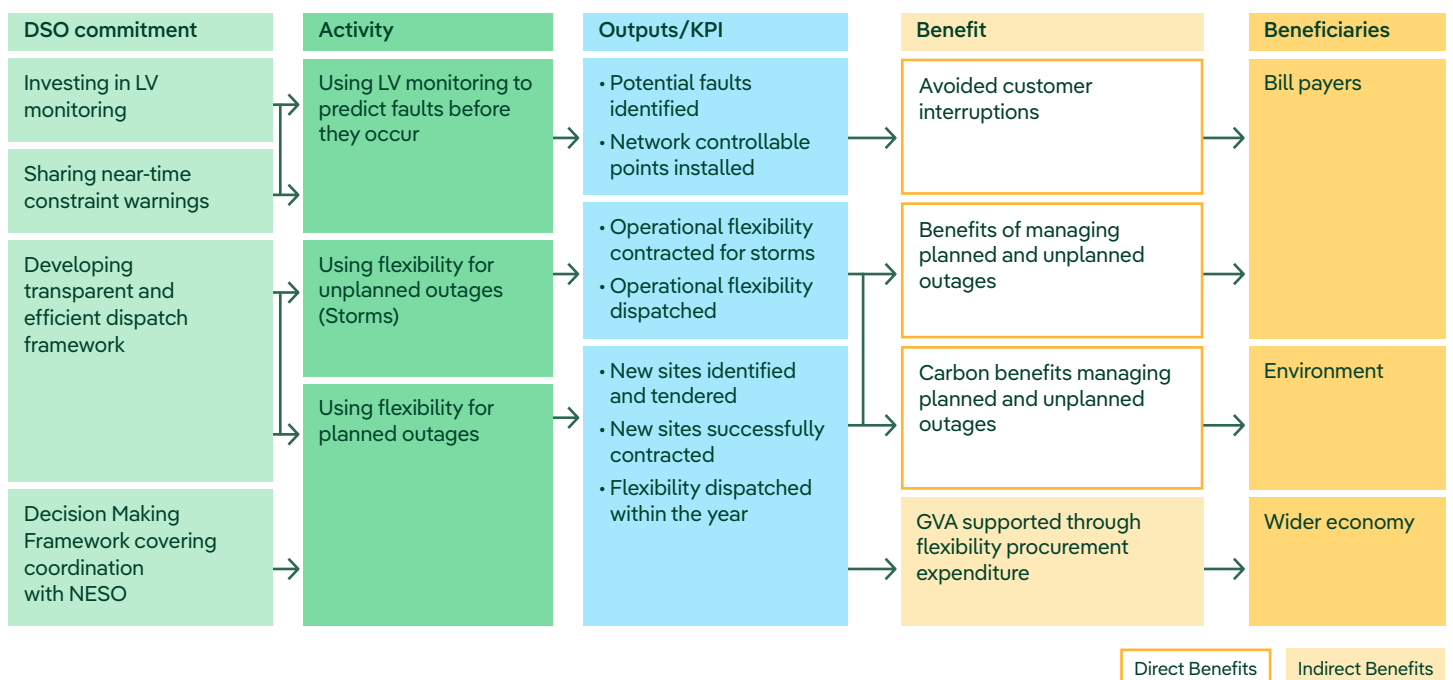 DSO commitment
Activity
Outputs/KPI
Benefit
Beneficiaries
Investing in LV
monitoring
Sharing near-time
constraint warnings
Developing
transparent and
efficient dispatch
framework
Decision Making
Framework covering
coordination
with NESO
Using LV monitoring to
predict faults before
they occur
Using flexibility for
unplanned outages
(Storms)
Using flexibility for
planned outages
• Potential faults
identified
• Network controllable
points installed
• Operational flexibility
contracted for storms
• Operational flexibility
dispatched
• New sites identified
and tendered
• New sites successfully
contracted
• Flexibility dispatched
within the year
Avoided customer
interruptions
Benefits of managing
planned and unplanned
outages
Carbon benefits managing
planned and unplanned
outages
GVA supported through
flexibility procurement
expenditure
Bill payers
Environment
Wider economy
Direct Benefits
Indirect Benefits